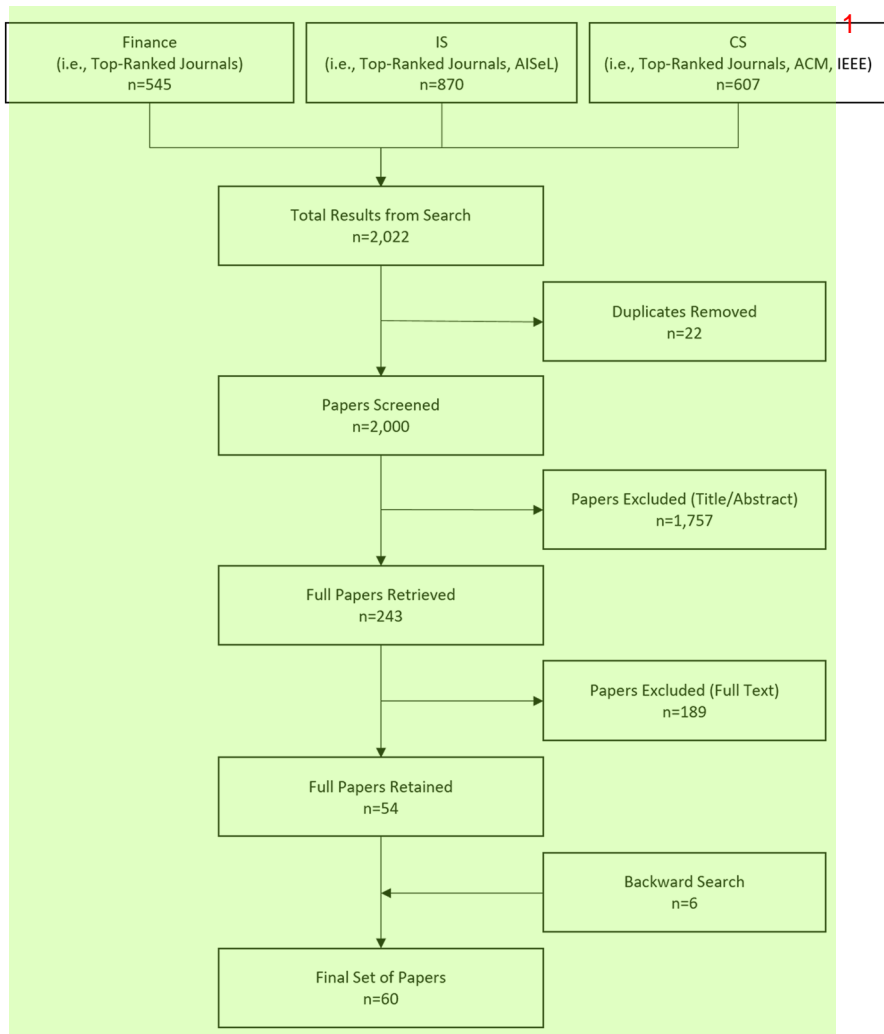 1
Finance
(i.e., Top-Ranked Journals)
n=545
IS
(i.e., Top-Ranked Journals, AISeL)
n=870
CS
(i.e., Top-Ranked Journals, ACM, IEEE)
n=607
Total Results from Search
n=2,022
Duplicates Removed
n=22
Papers Screened
n=2,000
Papers Excluded (Title/Abstract)
n=1,757
Full Papers Retrieved
n=243
Papers Excluded (Full Text)
n=189
Full Papers Retained
n=54
Backward Search
n=6
Final Set of Papers
n=60